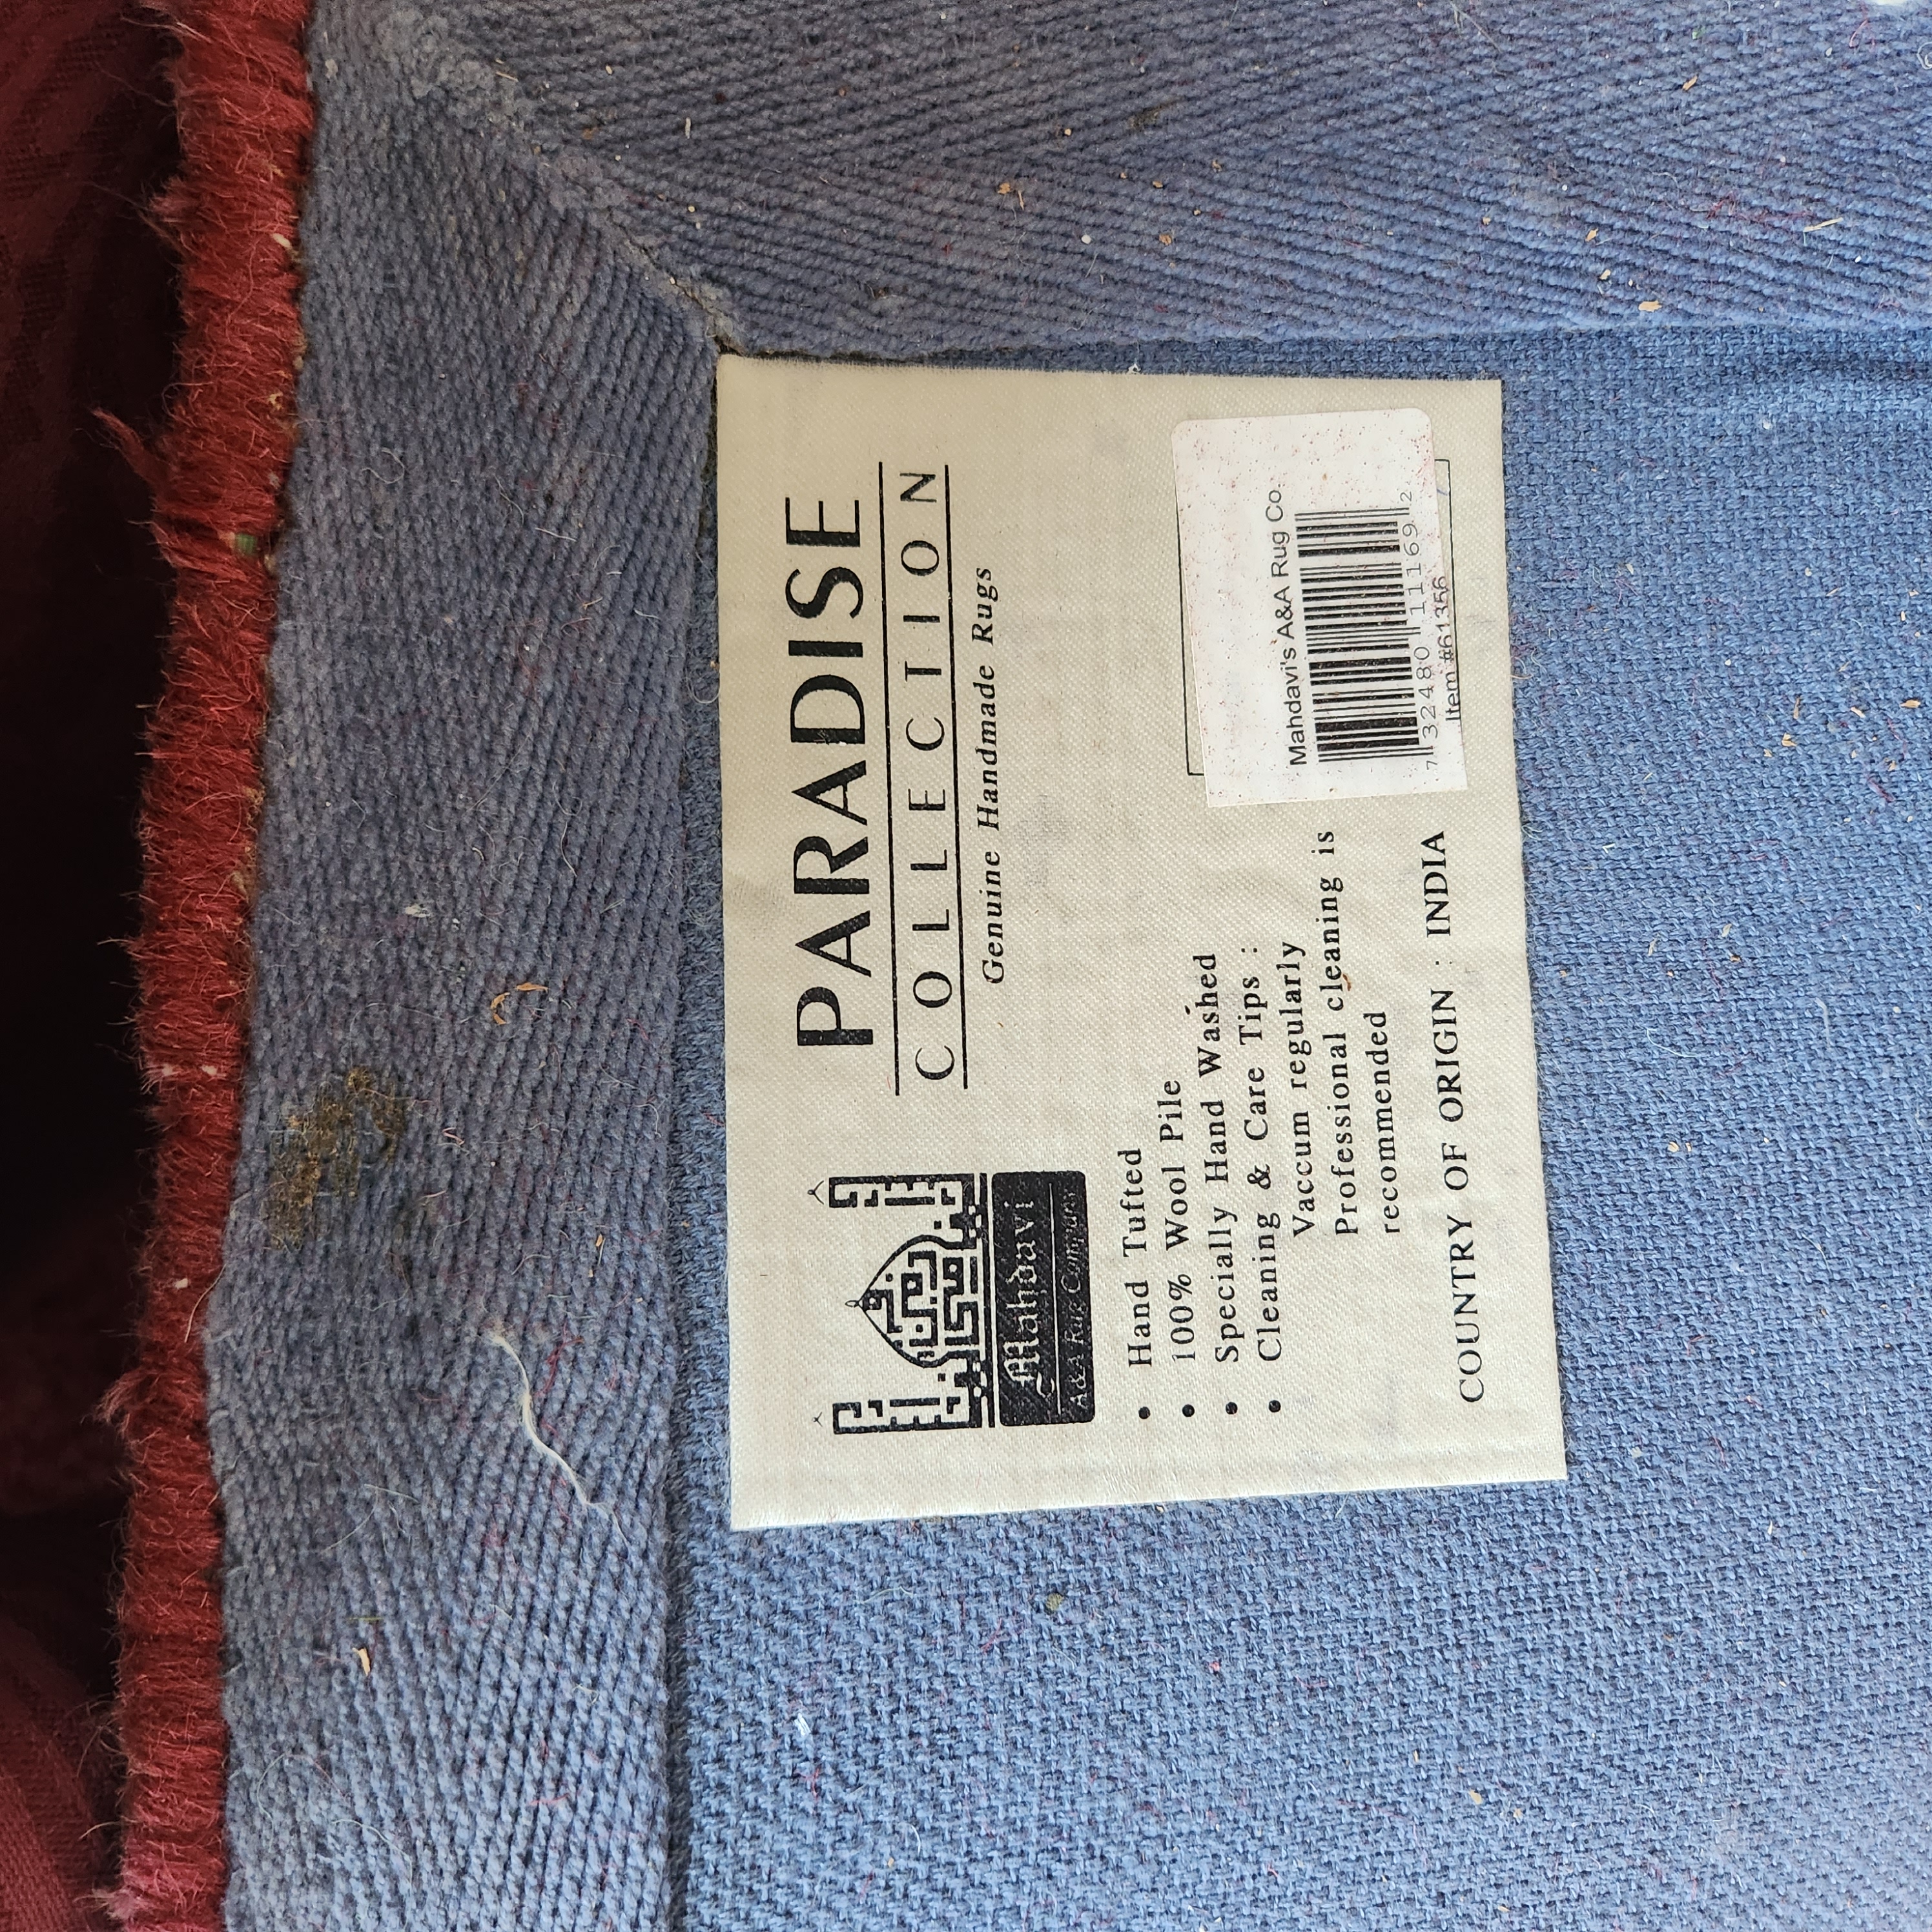 PARADISE
COLLECTION
Genuine Handmade Rugs
Mahdavi
A&A Rug Company
• Hand Tufted
• 100% Wool Pile
• Specially Hand Washed
• Cleaning & Care Tips :
Vaccum regularly
Professional cleaning is
recommended
COUNTRY OF ORIGIN : INDIA
Mahdavi's A&A Rug Co.
7 32480 11169 2
Item #61356